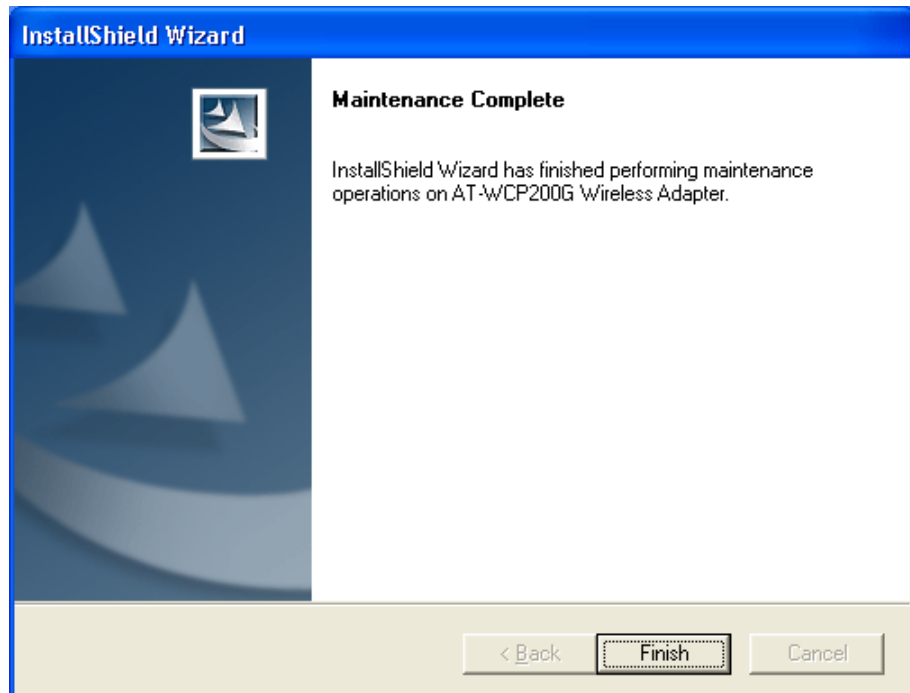 InstallShield Wizard
Maintenance Complete
InstallShield Wizard has finished performing maintenance
operations on AT-WCP200G Wireless Adapter.
< Back
Finish
Cancel